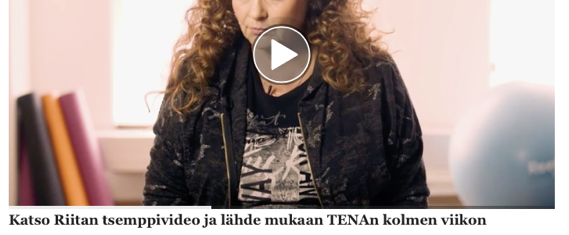 Katso Riitan tsemppivideo ja lähde mukaan TENAn kolmen viikon